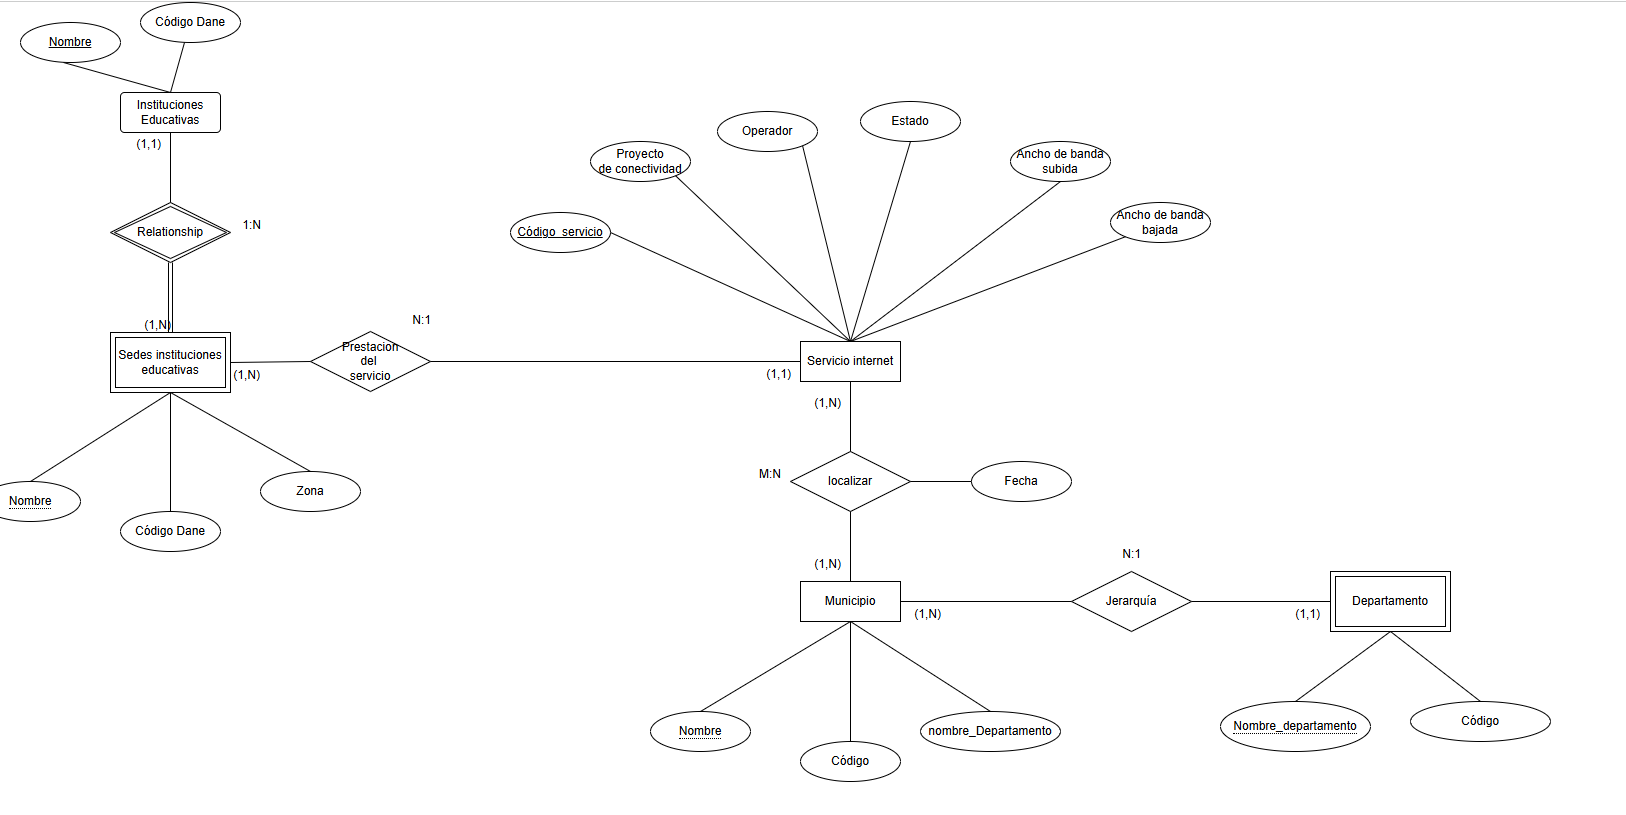 Código Dane
Nombre
Instituciones
Educativas
(1,1)
Relationship
1:N
(1,N)
Sedes instituciones
educativas
(1,N)
Nombre
Código Dane
Zona
N:1
Prestacion
del
servicio
Código_servicio
Proyecto
de conectividad
Operador
Estado
Ancho de banda
subida
Ancho de banda
bajada
Servicio internet
(1,1)
(1,N)
M:N
localizar
Fecha
(1,N)
Municipio
(1,N)
N:1
Jerarquía
(1,1)
Departamento
Nombre
Código
nombre_Departamento
Nombre_departamento
Código